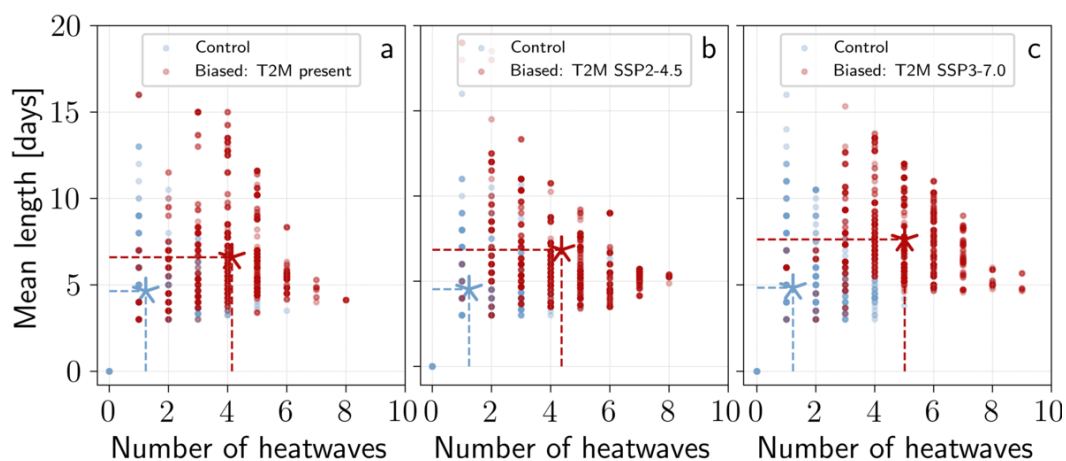 20
15
10
5
0
Mean length [days]
Control
Biased: T2M present
a
0 2 4 6 8 10
Number of heatwaves
Control
Biased: T2M SSP2-4.5
b
0 2 4 6 8 10
Number of heatwaves
Control
Biased: T2M SSP3-7.0
c
0 2 4 6 8 10
Number of heatwaves